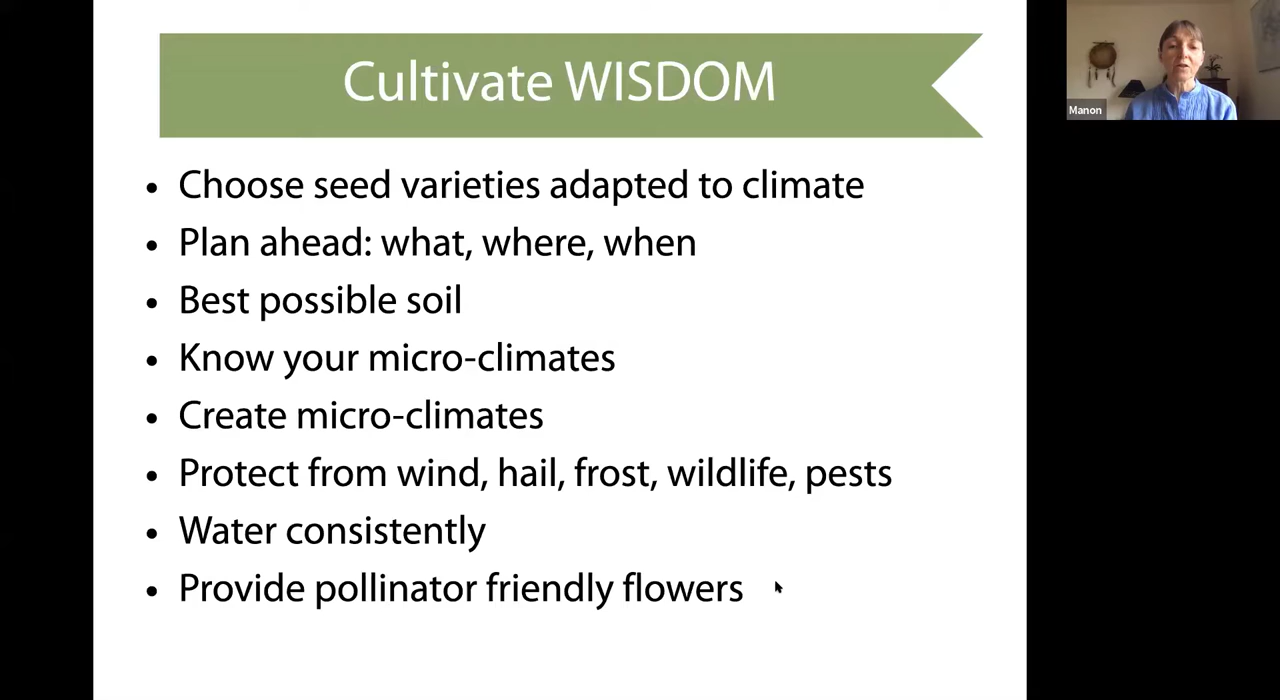 Cultivate WISDOM
• Choose seed varieties adapted to climate
• Plan ahead: what, where, when
• Best possible soil
• Know your micro-climates
• Create micro-climates
• Protect from wind, hail, frost, wildlife, pests
• Water consistently
• Provide pollinator friendly flowers
Manon